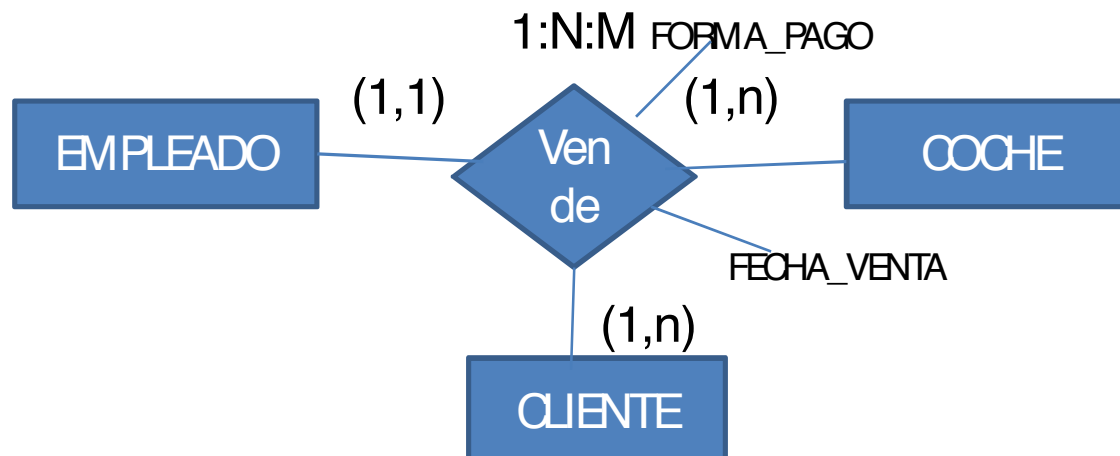 1:N:M FORMA_PAGO
(1,1)
(1,n)
EMPLEADO
Ven
de
COCHE
FECHA_VENTA
(1,n)
CLIENTE